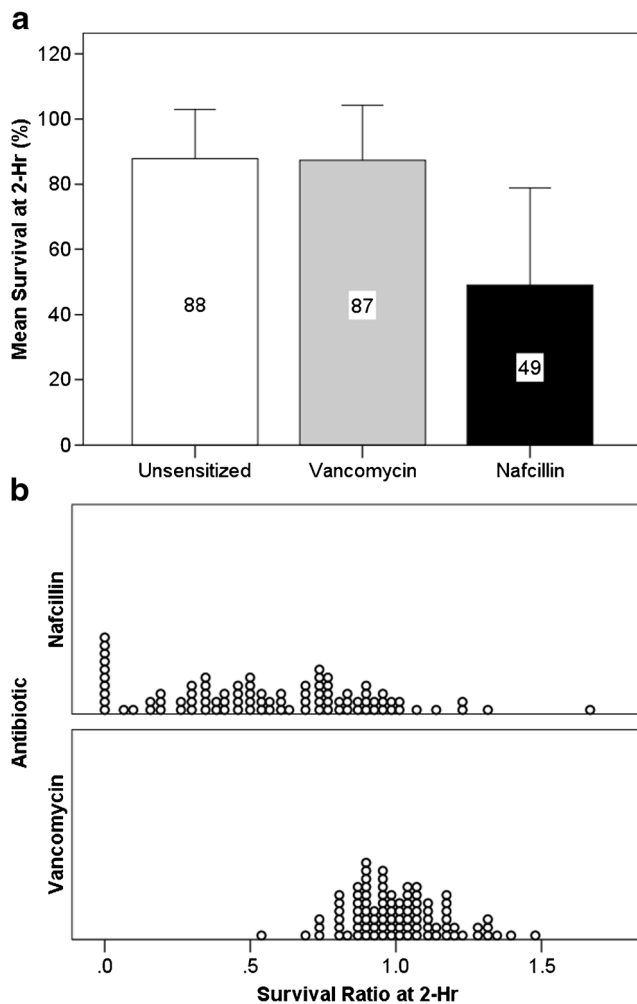 a
Mean Survival at 2-Hr (%)
120
100
80
60
40
20
0
88
87
49
Unsensitized Vancomycin Nafcillin
b
Antibiotic
Nafcillin
Vancomycin
.0 .5 1.0 1.5
Survival Ratio at 2-Hr